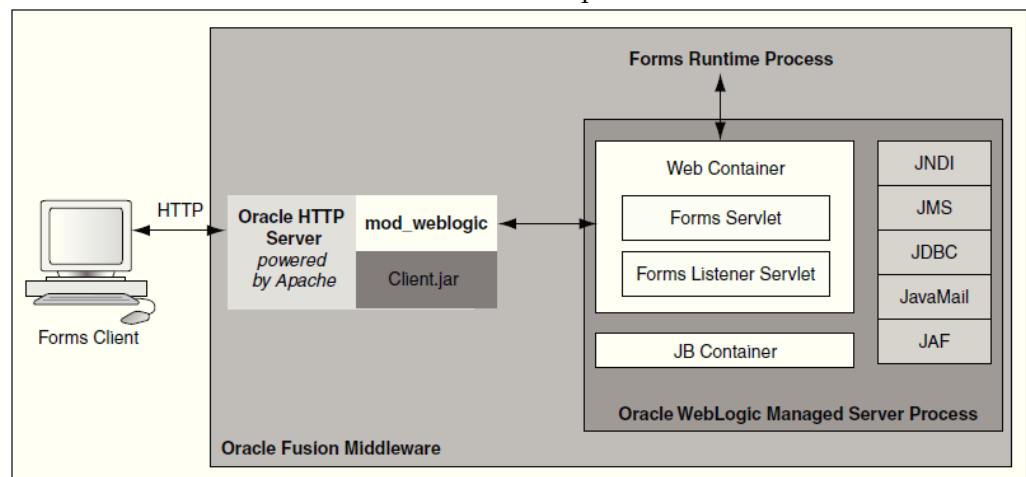 Forms Runtime Process
Web Container
Forms Servlet
Forms Listener Servlet
JB Container
JNDI
JMS
JDBC
JavaMail
JAF
Oracle WebLogic Managed Server Process
HTTP
Oracle HTTP
Server
powered
by Apache
mod_weblogic
Client.jar
Forms Client
Oracle Fusion Middleware